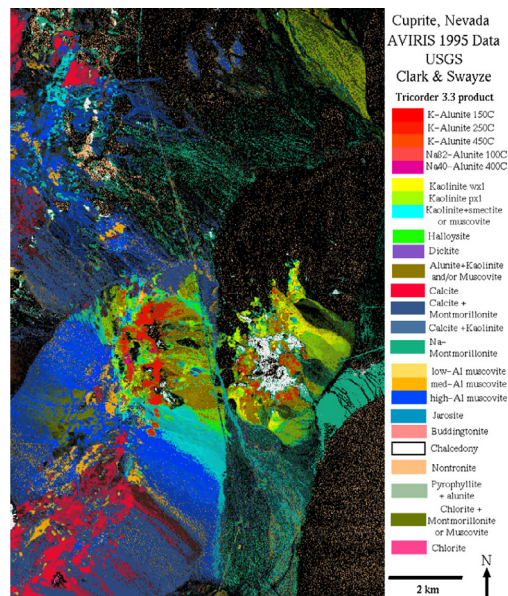 Cuprite, Nevada
AVIRIS 1995 Data
USGS
Clark & Swayze
Tricorder 3.3 product
K-Alunite 150C
K-Alunite 250C
K-Alunite 450C
Na82-Alunite 100C
Na40-Alunite 400C
Kaolinite wxl
Kaolinite pxl
Kaolinite+smectite
or muscovite
Halloysite
Dickite
Alunite+Kaolinite
and/or Muscovite
Calcite
Calcite +
Montmorillonite
Calcite +Kaolinite
Na-
Montmorillonite
low-Al muscovite
med-Al muscovite
high-Al muscovite
Jarosite
Buddingtonite
Chalcedony
Nontronite
Pyrophyllite
+ alunite
Chlorite +
Montmorillonite
or Muscovite
Chlorite
N
2 km